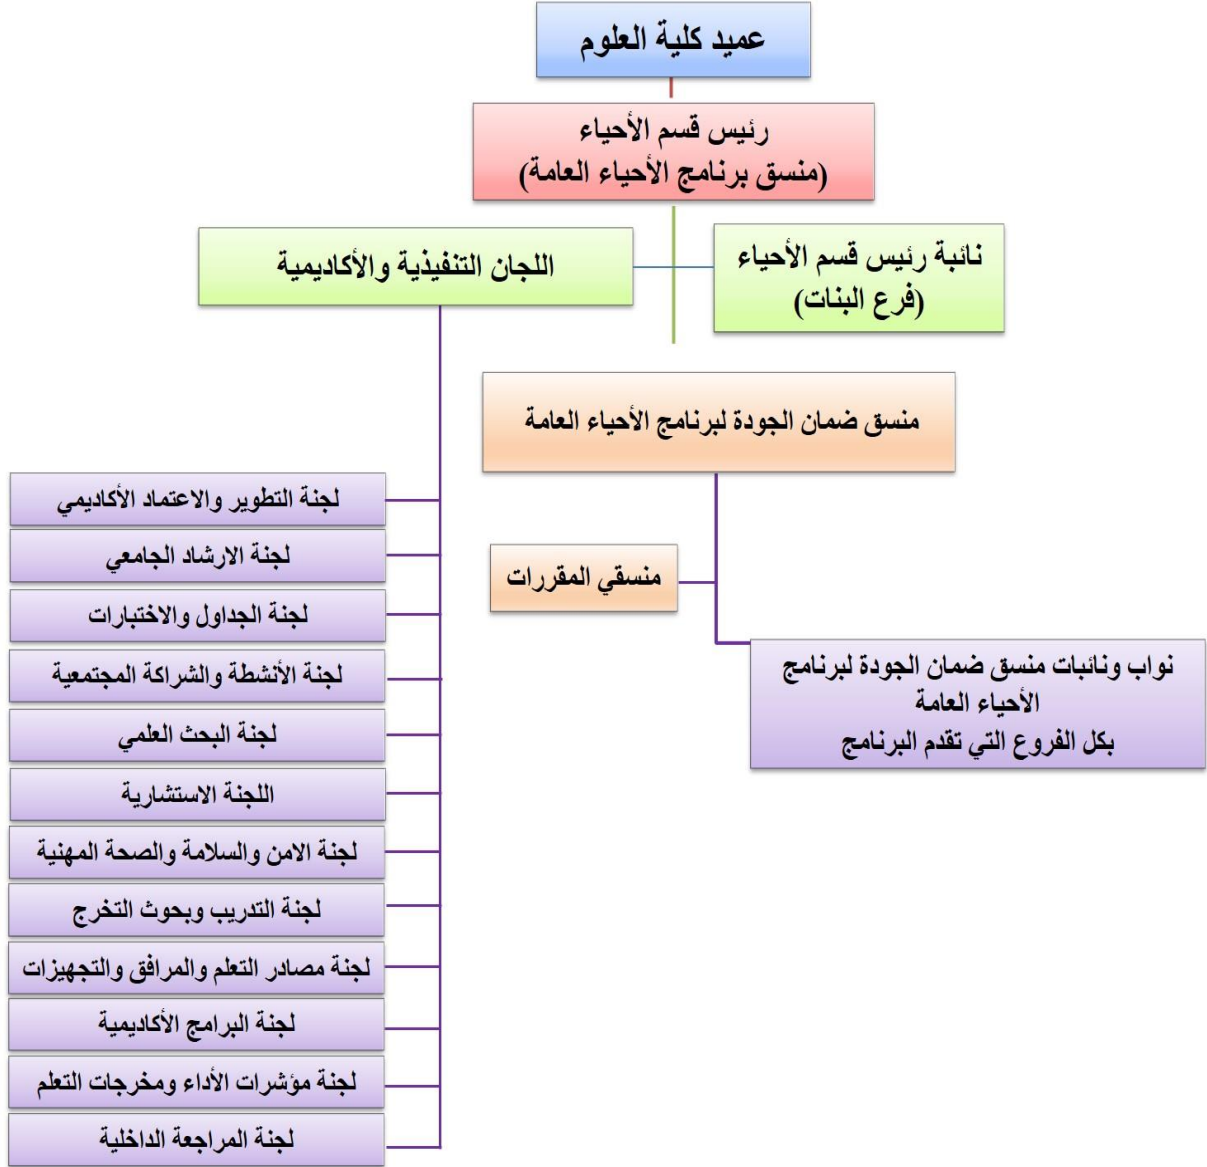 عميد كلية العلوم
رئيس قسم الأحياء
(منسق برنامج الأحياء العامة)
نائبة رئيس قسم الأحياء
(فرع البنات)
اللجان التنفيذية والأكاديمية
منسق ضمان الجودة لبرنامج الأحياء العامة
منسقي المقررات
نواب ونائبات منسق ضمان الجودة لبرنامج
الأحياء العامة
بكل الفروع التي تقدم البرنامج
لجنة التطوير والاعتماد الأكاديمي
لجنة الارشاد الجامعي
لجنة الجداول والاختبارات
لجنة الأنشطة والشراكة المجتمعية
لجنة البحث العلمي
اللجنة الاستشارية
لجنة الامن والسلامة والصحة المهنية
لجنة التدريب وبحوث التخرج
لجنة مصادر التعلم والمرافق والتجهيزات
لجنة البرامج الأكاديمية
لجنة مؤشرات الأداء ومخرجات التعلم
لجنة المراجعة الداخلية